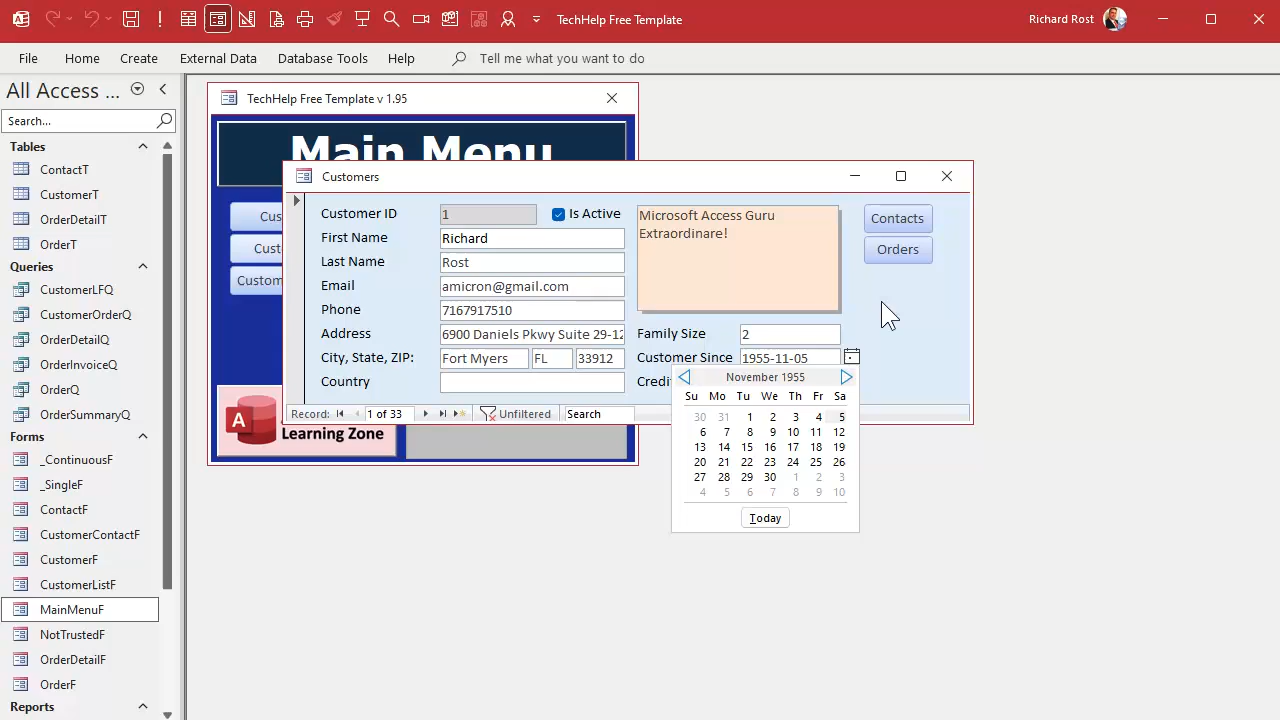 TechHelp Free Template
Richard Rost
File Home Create External Data Database Tools Help Tell me what you want to do
All Access ...
Search...
Tables
ContactT
CustomerT
OrderDetailT
OrderT
Queries
CustomerLFQ
CustomerOrderQ
OrderDetailQ
OrderInvoiceQ
OrderQ
OrderSummaryQ
Forms
_ContinuousF
_SingleF
ContactF
CustomerContactF
CustomerF
CustomerListF
MainMenuF
NotTrustedF
OrderDetailF
OrderF
Reports
TechHelp Free Template v 1.95
Main Menu
Cus
Cust
Custom
A
Learning Zone
Customers
Customer ID 1 Is Active
First Name Richard
Last Name Rost
Email amicron@gmail.com
Phone 7167917510
Address 6900 Daniels Pkwy Suite 29-12
City, State, ZIP: Fort Myers FL 33912
Country
Microsoft Access Guru
Extraordinare!
Family Size 2
Customer Since 1955-11-05
Credi
Contacts
Orders
Record: 1 of 33 Unfiltered Search
November 1955
Su Mo Tu We Th Fr Sa
30 31 1 2 3 4 5
6 7 8 9 10 11 12
13 14 15 16 17 18 19
20 21 22 23 24 25 26
27 28 29 30 1 2 3
4 5 6 7 8 9 10
Today